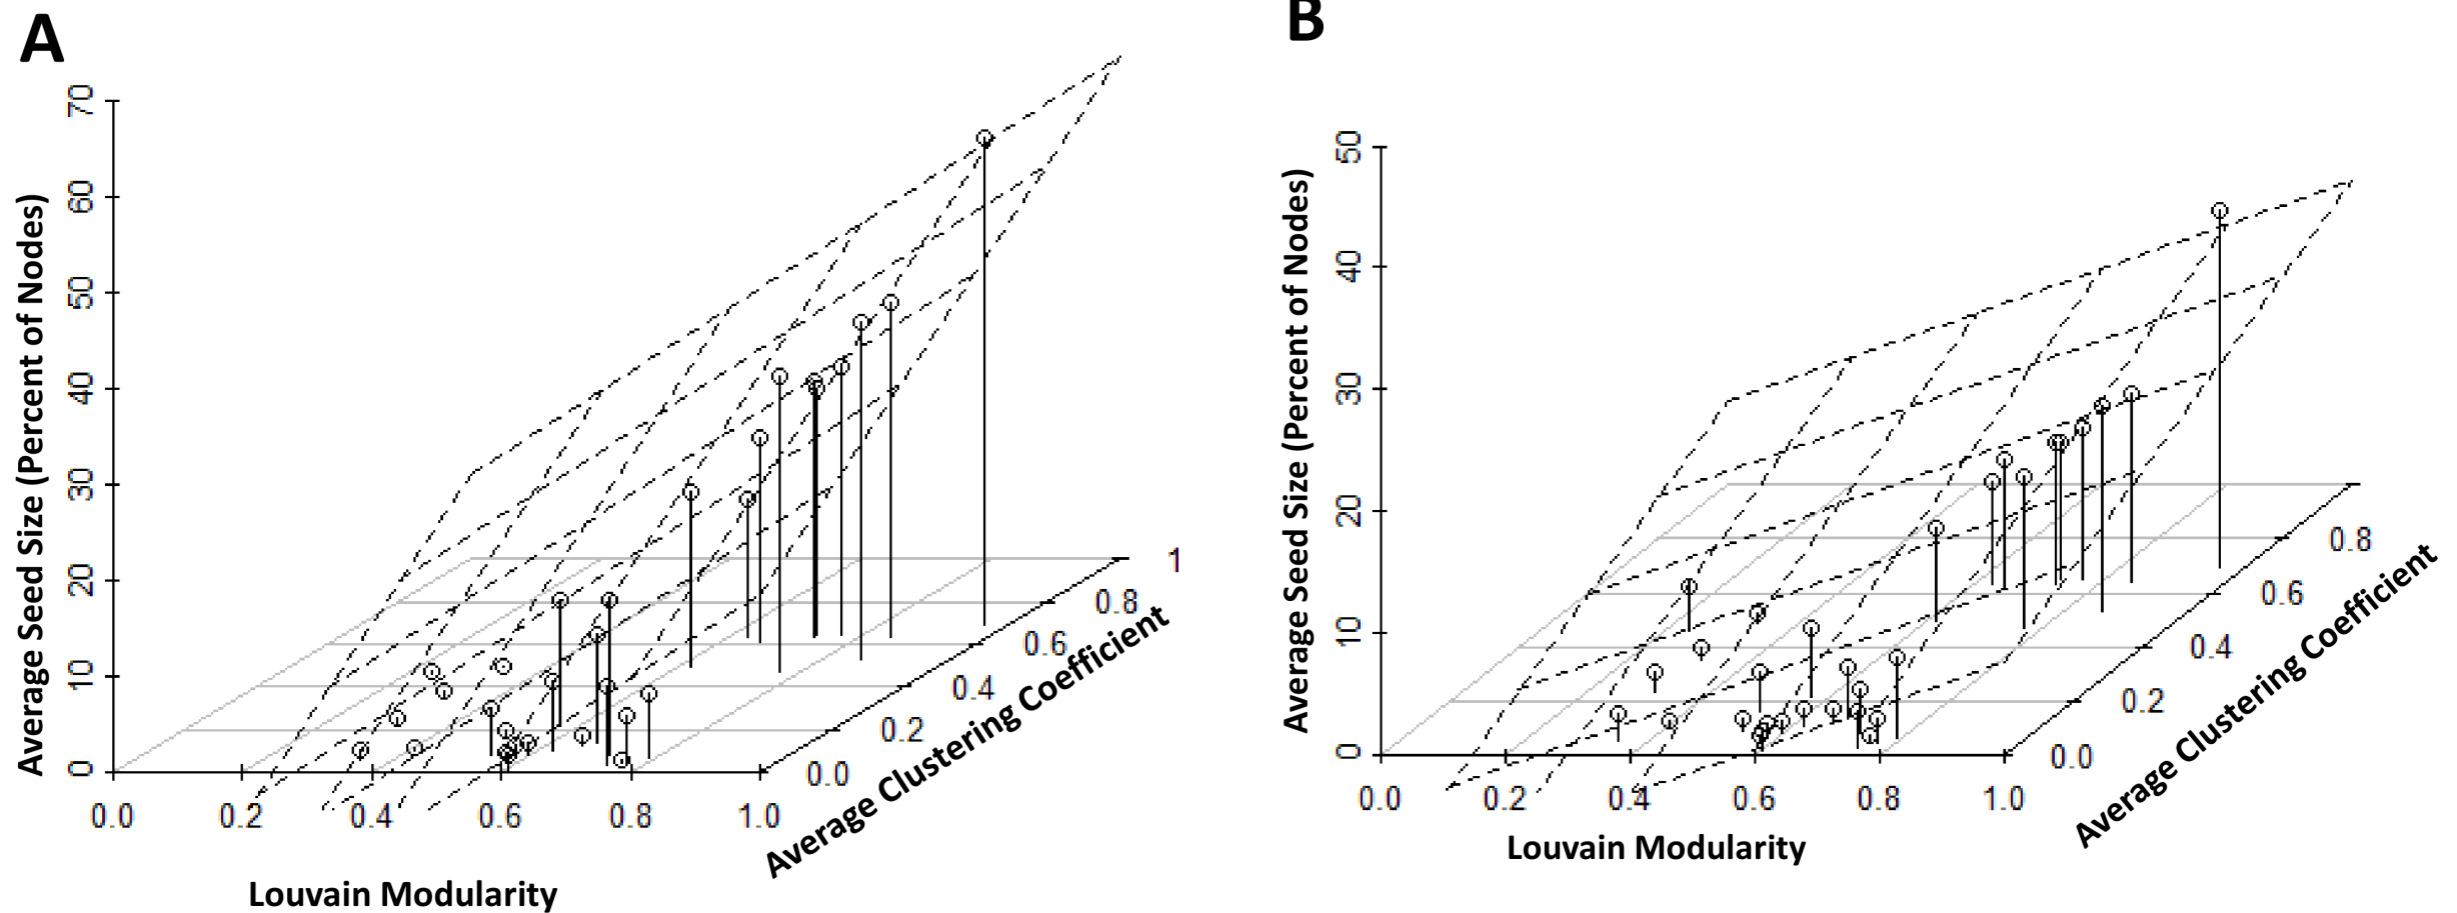 A
70
60
50
40
30
20
10
0
Average Seed Size (Percent of Nodes)
0.0 0.2 0.4 0.6 0.8 1.0
Louvain Modularity
0.0 0.2 0.4 0.6 0.8 1
Average Clustering Coefficient
B
50
40
30
20
10
0
Average Seed Size (Percent of Nodes)
0.0 0.2 0.4 0.6 0.8 1.0
Louvain Modularity
0.0 0.2 0.4 0.6 0.8
Average Clustering Coefficient